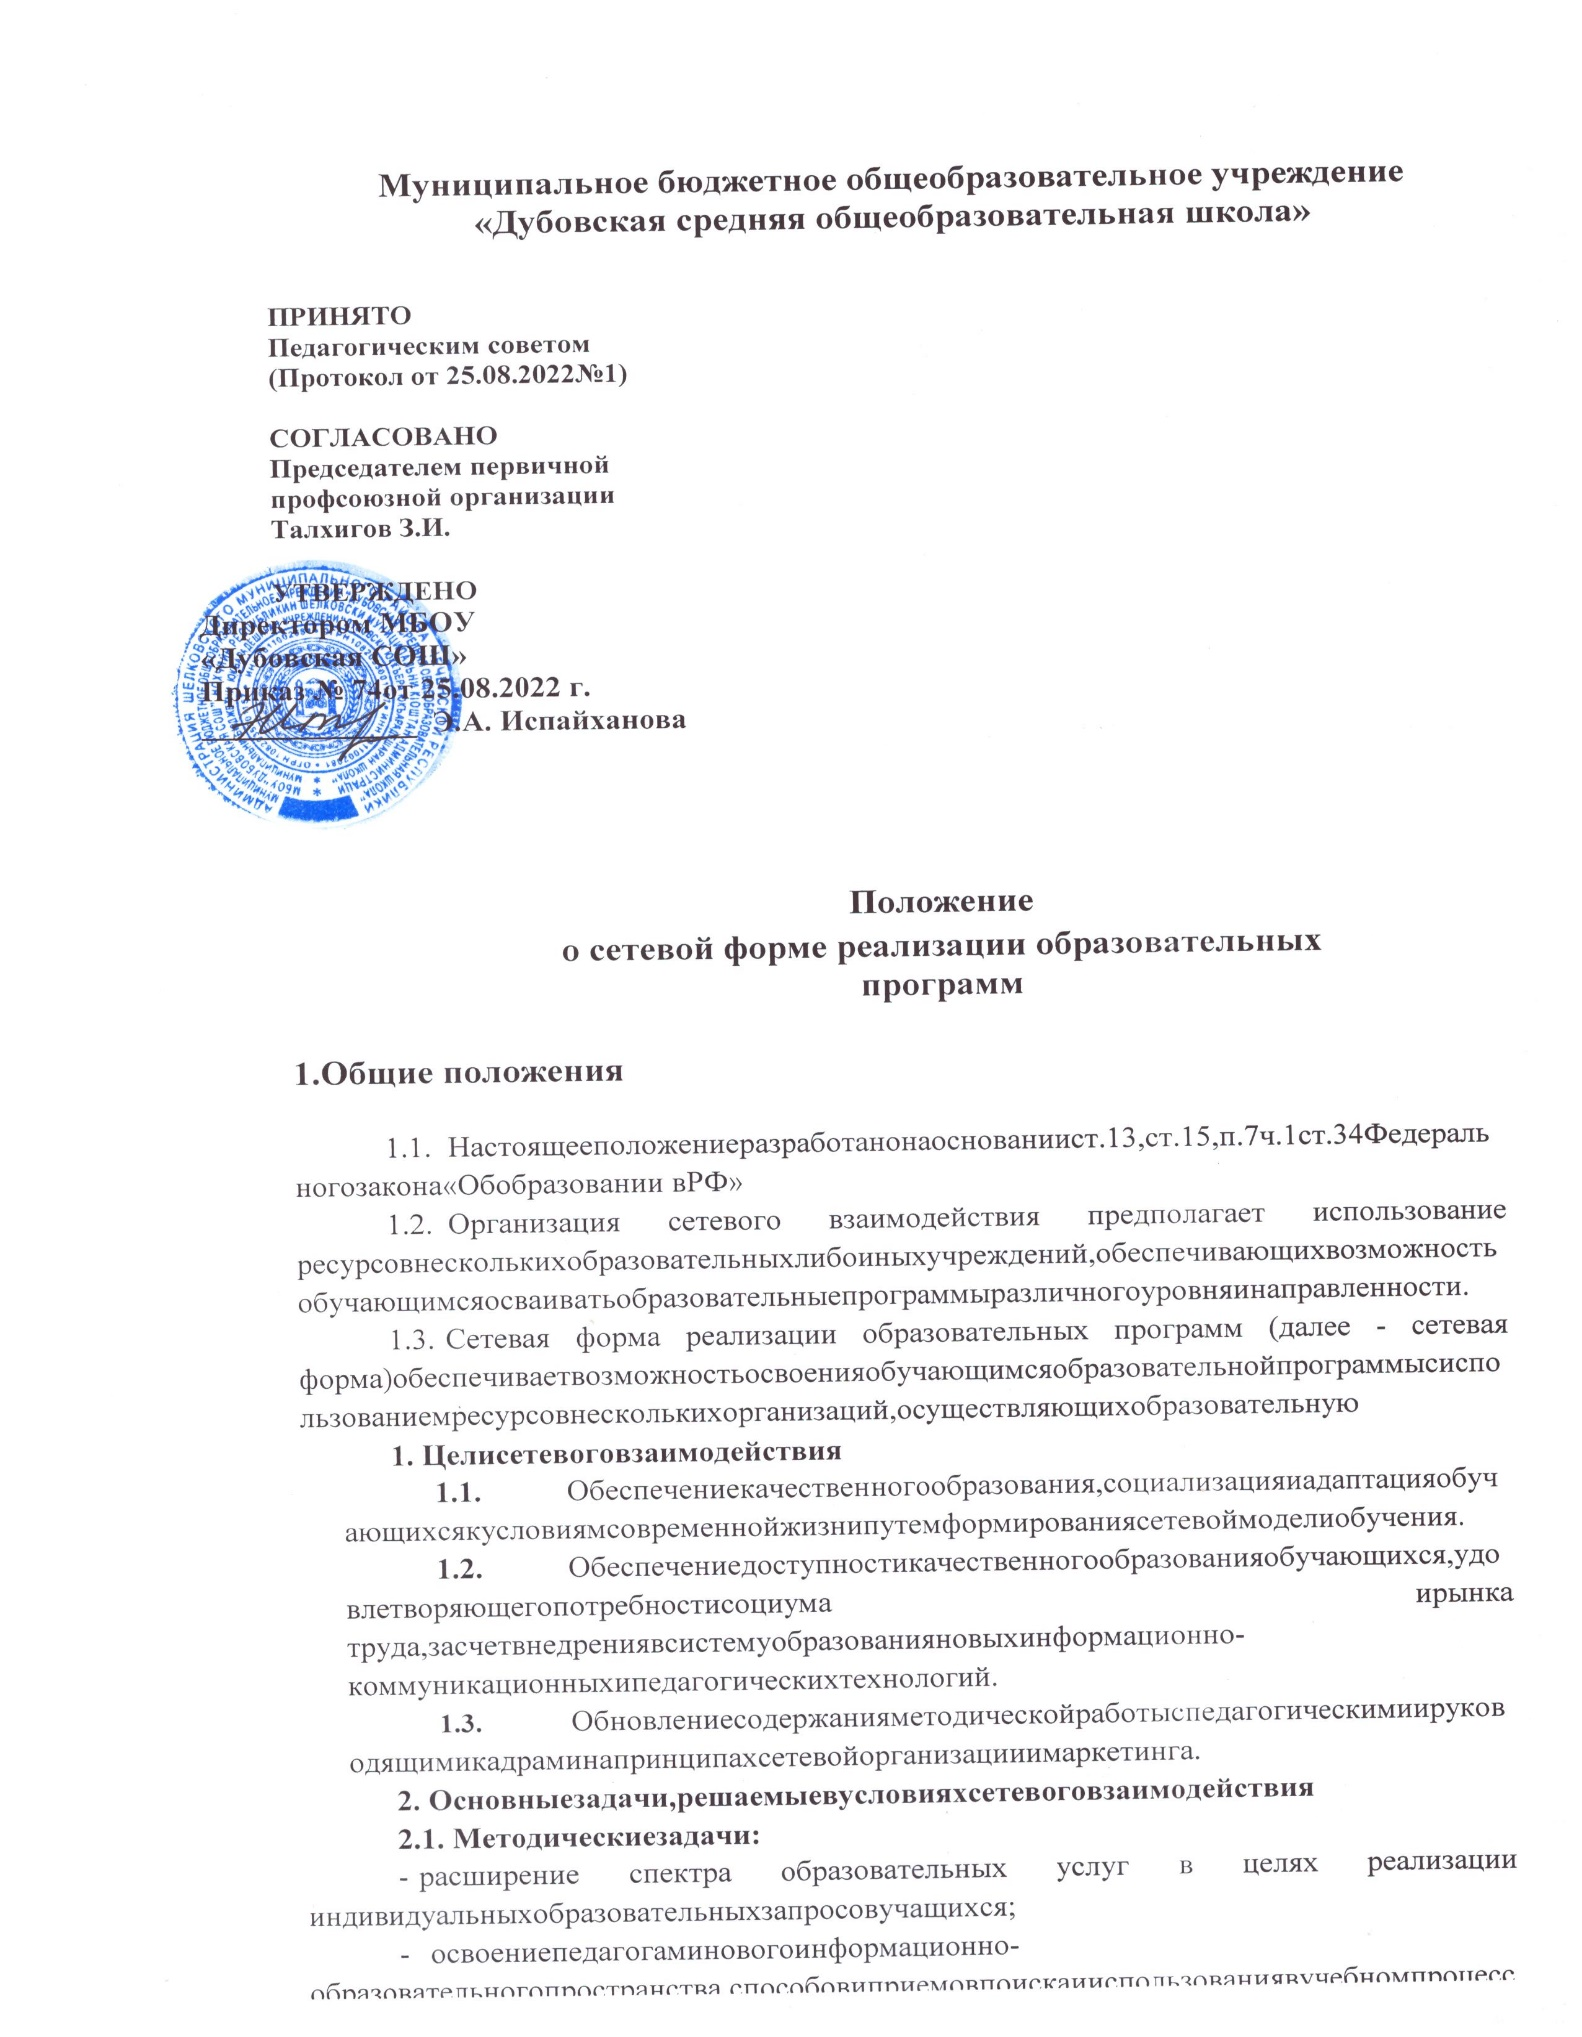 Муниципальное бюджетное общеобразовательное учреждение
«Дубовская средняя общеобразовательная школа»
ПРИНЯТО
Педагогическим советом
(Протокол от 25.08.2022№1)
СОГЛАСОВАНО
Председателем первичной
профсоюзной организации
Талхигов З.И.
УТВЕРЖДЕНО
Директором МБОУ
«Дубовская СОШ»
Приказ № 74от 25.08.2022 г.
Э.А. Испайханова
Положение
о сетевой форме реализации образовательных
программ
1.Общие положения
1.1. Настоящееположениеразработанонаоснованиист.13,ст.15,п.7ч.1ст.34Федераль
ногозакона«Обобразовании вРФ»
1.2. Организация сетевого взаимодействия предполагает использование
ресурсовнесколькихобразовательныхлибоиныхучреждений,обеспечивающихвозможность
обучающимсяосваиватьобразовательныепрограммыразличногоуровняинаправленности.
1.3. Сетевая форма реализации образовательных программ (далее - сетевая
форма)обеспечиваетвозможностьосвоенияобучающимсяобразовательнойпрограммысиспо
льзованиемресурсовнесколькихорганизаций,осуществляющихобразовательную
1. Целисетевоговзаимодействия
1.1. Обеспечениекачественногообразования,социализацияиадаптацияобуч
ающихсякусловиямсовременнойжизнипутемформированиясетевоймоделиобучения.
1.2. Обеспечениедоступностикачественногообразованияобучающихся,удо
влетворяющегопотребностисоциума ирынка
труда,засчетвнедрениявсистемуобразованияновыхинформационно-
коммуникационныхипедагогическихтехнологий.
1.3. Обновлениесодержанияметодическойработыспедагогическимиируков
одящимикадраминапринципахсетевойорганизацииимаркетинга.
2. Основныезадачи,решаемыевусловияхсетевоговзаимодействия
2.1. Методическиезадачи:
- расширение спектра образовательных услуг в целях реализации
индивидуальныхобразовательныхзапросовучащихся;
- освоениепедагогаминовогоинформационно-
образовательногопространства,способовиприемовпоискаииспользованиявучебномпроцесс